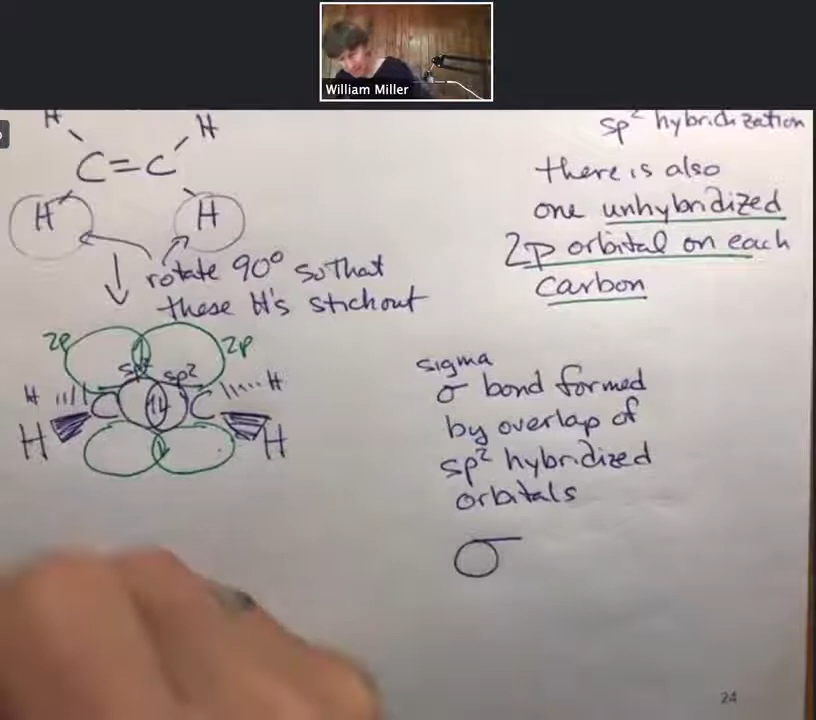 William Miller
H
H
C=C
H
H
rotate 90° so that
these H's stick out
2p
2p
sp²
sp²
H
H
C
1↓
C
H
H
sp² hybridization
there is also
one unhybridized
2p orbital on each
carbon
sigma
σ bond formed
by overlap of
sp² hybridized
orbitals
σ
24